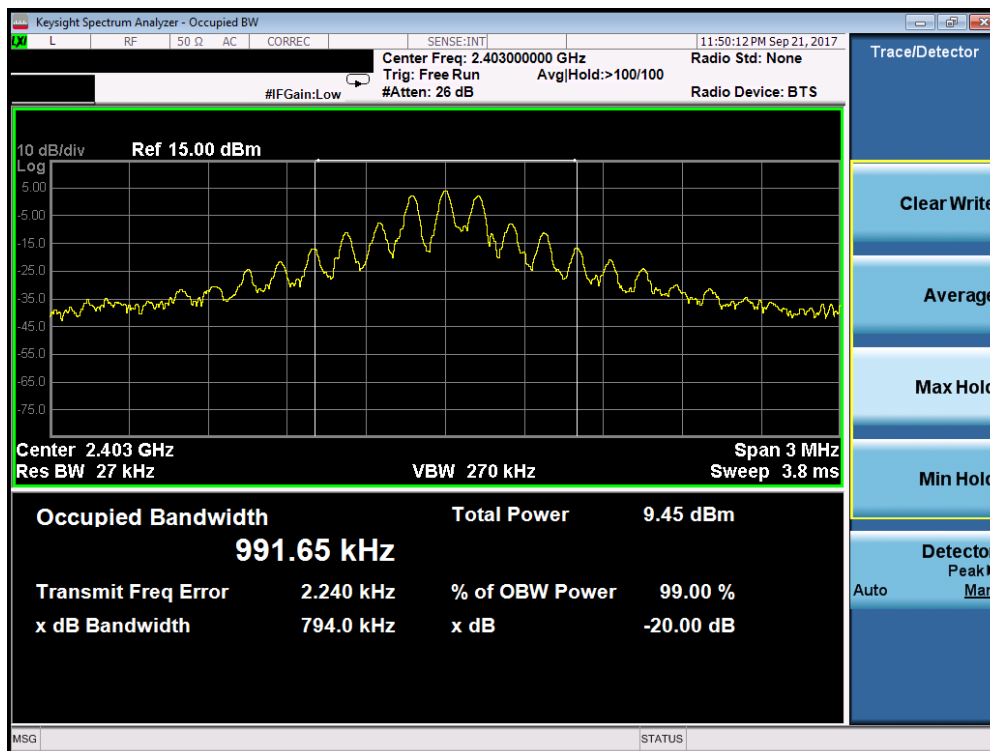 Keysight Spectrum Analyzer - Occupied BW
LXI L RF 50 Ω AC CORREC SENSE:INT 11:50:12 PM Sep 21, 2017
Center Freq: 2.403000000 GHz Radio Std: None
Trig: Free Run Avg|Hold:>100/100
#IFGain:Low #Atten: 26 dB Radio Device: BTS
10 dB/div Ref 15.00 dBm
Log
5.00
-5.00
-15.0
-25.0
-35.0
-45.0
-55.0
-65.0
-75.0
Center 2.403 GHz Span 3 MHz
Res BW 27 kHz VBW 270 kHz Sweep 3.8 ms
Occupied Bandwidth Total Power 9.45 dBm
991.65 kHz
Transmit Freq Error 2.240 kHz % of OBW Power 99.00 %
x dB Bandwidth 794.0 kHz x dB -20.00 dB
MSG STATUS
Trace/Detector
Clear Write
Average
Max Hold
Min Hold
Detector
Peak
Auto Man